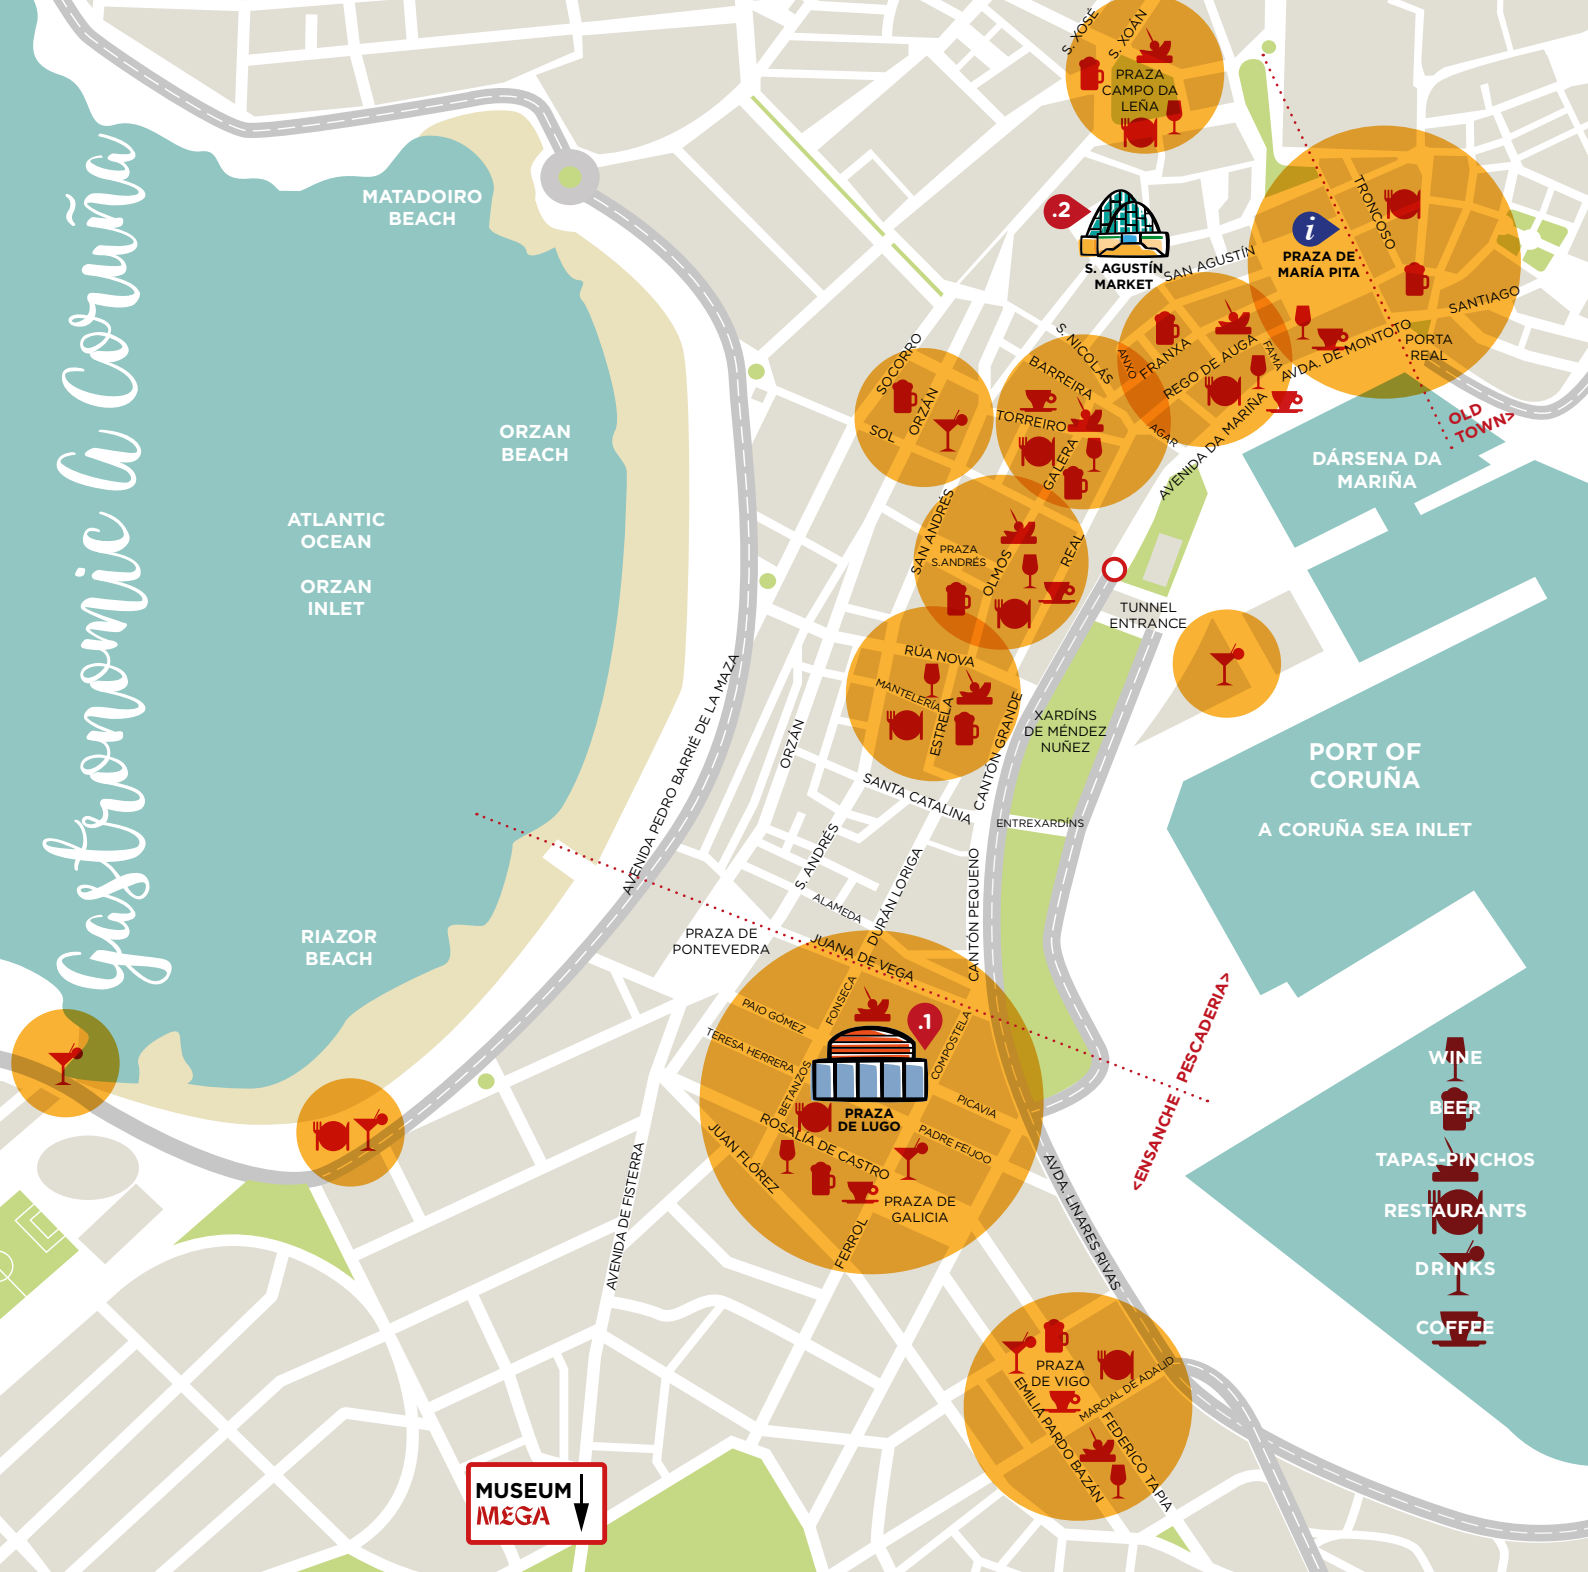 Gastronomic A Coruña
S. XOSÉ
S. XOÁN
PRAZA
CAMPO DA
LEÑA
MATADOIRO
BEACH
.2
S. AGUSTÍN
MARKET
SAN AGUSTÍN
TRONCOSO
i
PRAZA DE
MARÍA PITA
SANTIAGO
PORTA
REAL
AVDA. DE MONTOTO
FAMA
FRANXA
ANXO
REGO DE AUGA
AVENIDA DA MARIÑA
AGAR
OLD
TOWN>
S. NICOLÁS
BARREIRA
TORREIRO
GALERA
SOCORRO
ORZÁN
SOL
ORZAN
BEACH
DÁRSENA DA
MARIÑA
ATLANTIC
OCEAN
ORZAN
INLET
SAN ANDRÉS
PRAZA
S.ANDRÉS
OLMOS
REAL
TUNNEL
ENTRANCE
RÚA NOVA
MANTELERÍA
ESTRELA
CANTÓN GRANDE
XARDÍNS
DE MÉNDEZ
NUÑEZ
ORZÁN
AVENIDA PEDRO BARRIÉ DE LA MAZA
SANTA CATALINA
ENTREXARDÍNS
PORT OF
CORUÑA
A CORUÑA SEA INLET
S. ANDRÉS
ALAMEDA
DURÁN LORIGA
CANTÓN PEQUENO
RIAZOR
BEACH
PRAZA DE
PONTEVEDRA
JUANA DE VEGA
PAIO GÓMEZ
FONSECA
TERESA HERRERA
BETANZOS
.1
COMPOSTELA
PRAZA
DE LUGO
PICAVIA
PADRE FEIJOO
ROSALÍA DE CASTRO
JUAN FLÓREZ
PRAZA DE
GALICIA
FERROL
AVENIDA DE FISTERRA
AVDA. LINARES RIVAS
<ENSANCHE PESCADERIA>
WINE
BEER
TAPAS-PINCHOS
RESTAURANTS
DRINKS
COFFEE
PRAZA
DE VIGO
MARCIAL DE ADALID
EMILIA PARDO BAZÁN
FEDERICO TAPIA
MUSEUM
MEGA